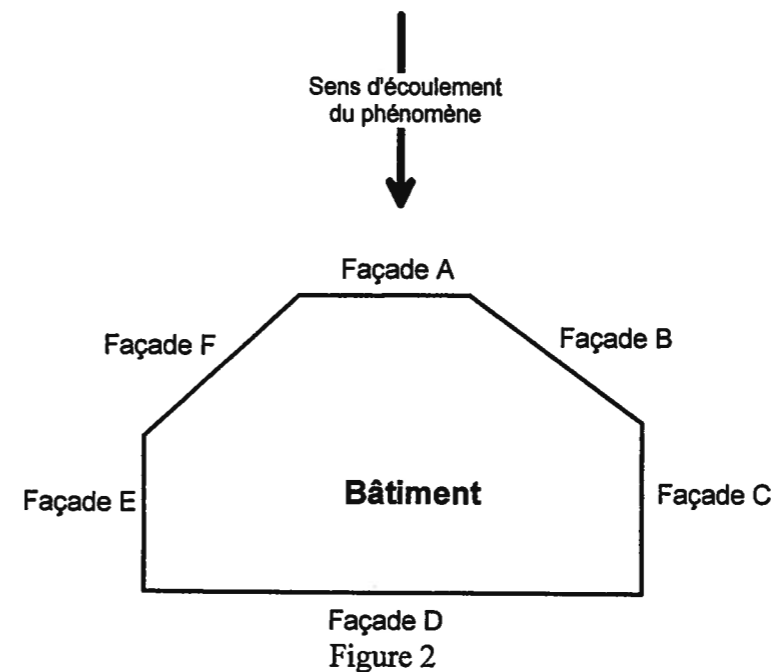 Sens d'écoulement
du phénomène
Façade A
Façade F
Façade B
Façade E
Bâtiment
Façade C
Façade D
Figure 2